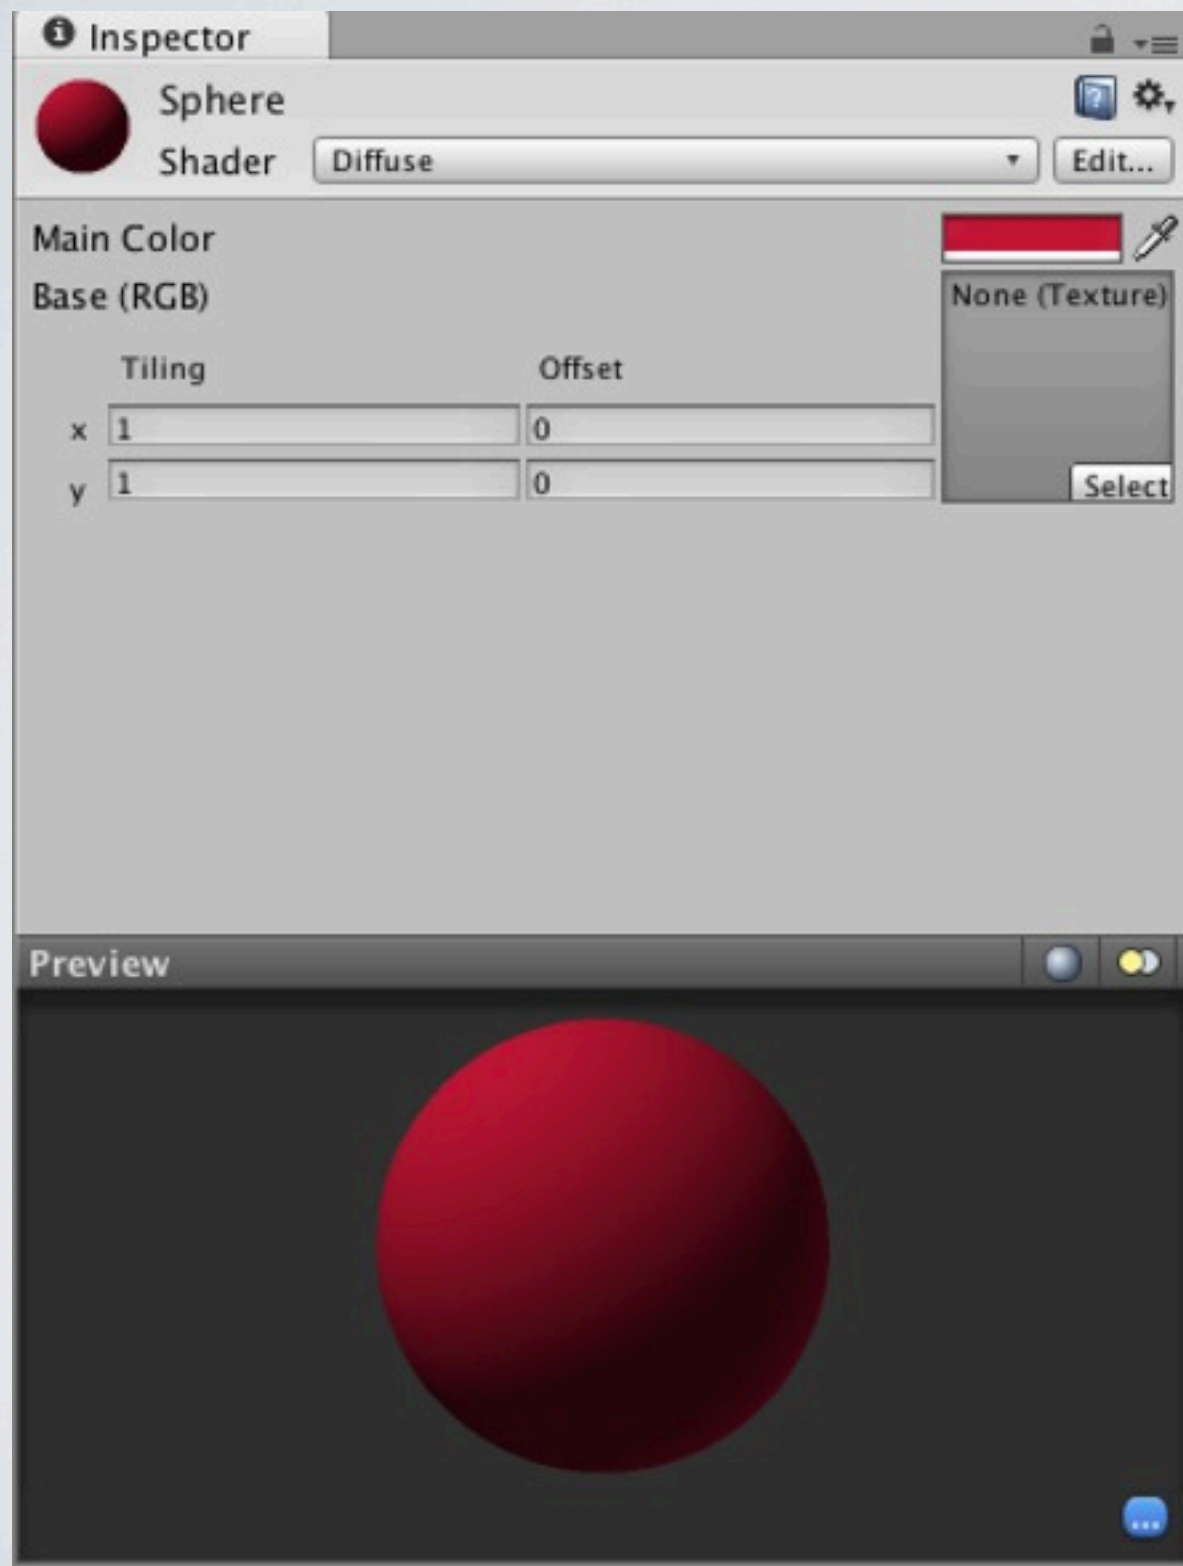 Inspector
Sphere
Shader Diffuse Edit...
Main Color
Base (RGB) None (Texture)
Tiling Offset
x 1 0
y 1 0
Select
Preview